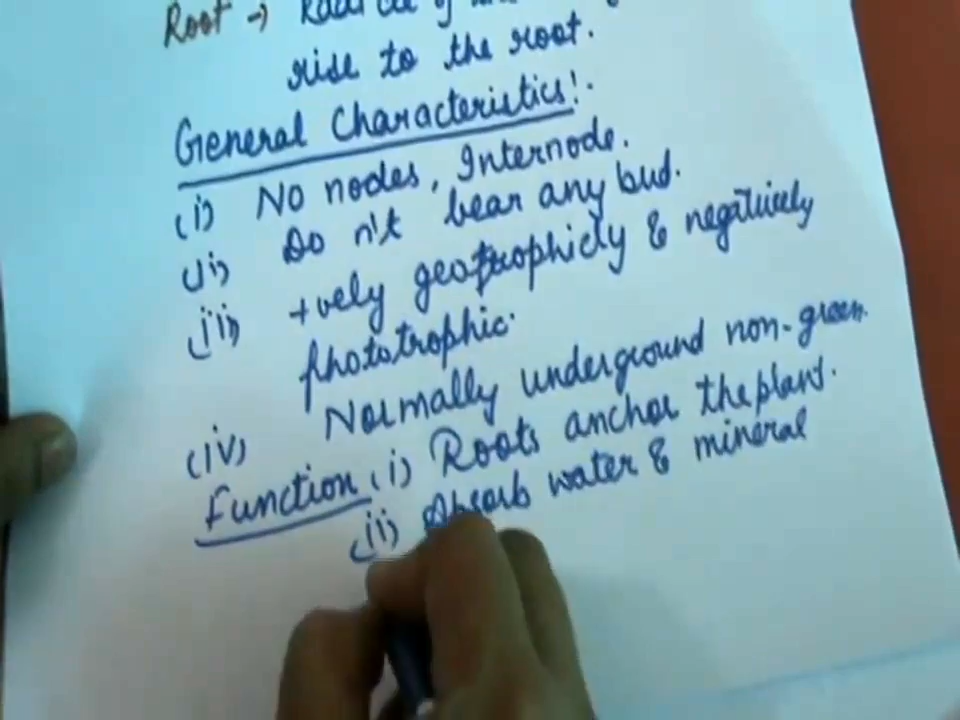 Root →
rise to the root.
General Characteristics:-
(i) No nodes, Internode.
(ii) Do n't bear any bud.
(iii) +vely geotrophicly & negatively
phototrophic.
(iv) Normally underground non-green.
Function (i) Roots anchor the plant.
(ii) Absorb water & mineral